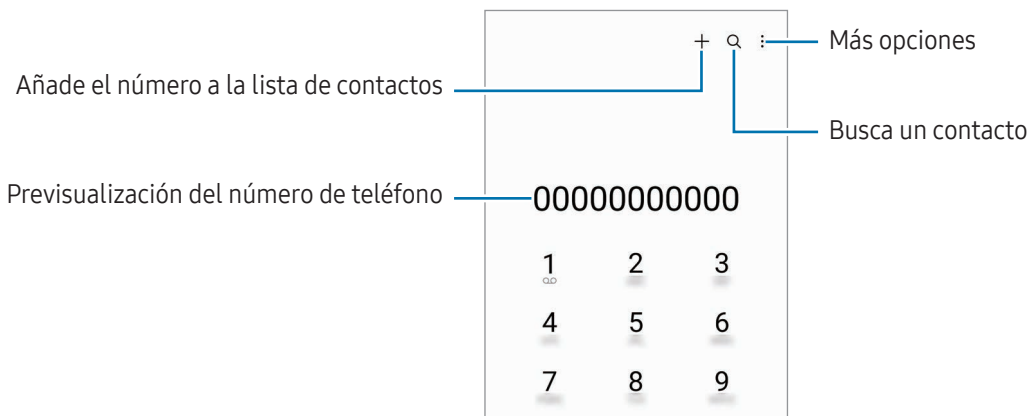 Más opciones
Añade el número a la lista de contactos
Busca un contacto
Previsualización del número de teléfono
00000000000
1 2 3
4 5 6
7 8 9